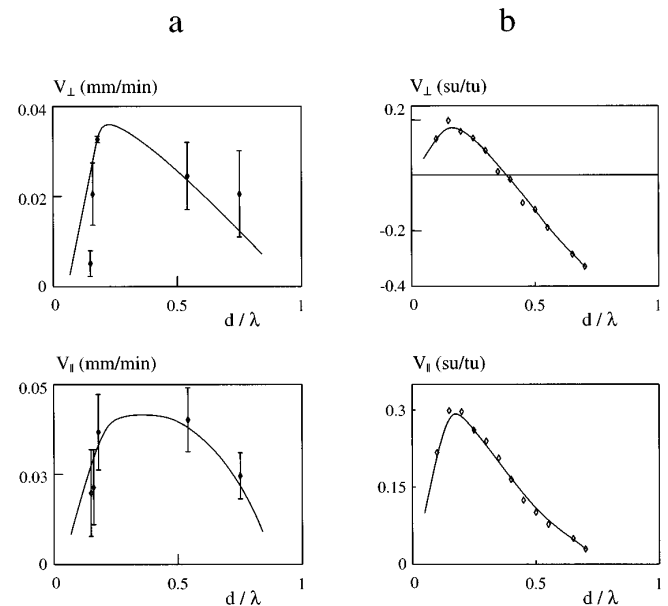 a
b
V⊥ (mm/min)
0.04
0.02
0
0
0.5
1
d / λ
V⊥ (su/tu)
0.2
-0.2
-0.4
0
0.5
1
d / λ
V∥ (mm/min)
0.05
0.03
0
0
0.5
1
d / λ
V∥ (su/tu)
0.3
0.15
0
0
0.5
1
d / λ